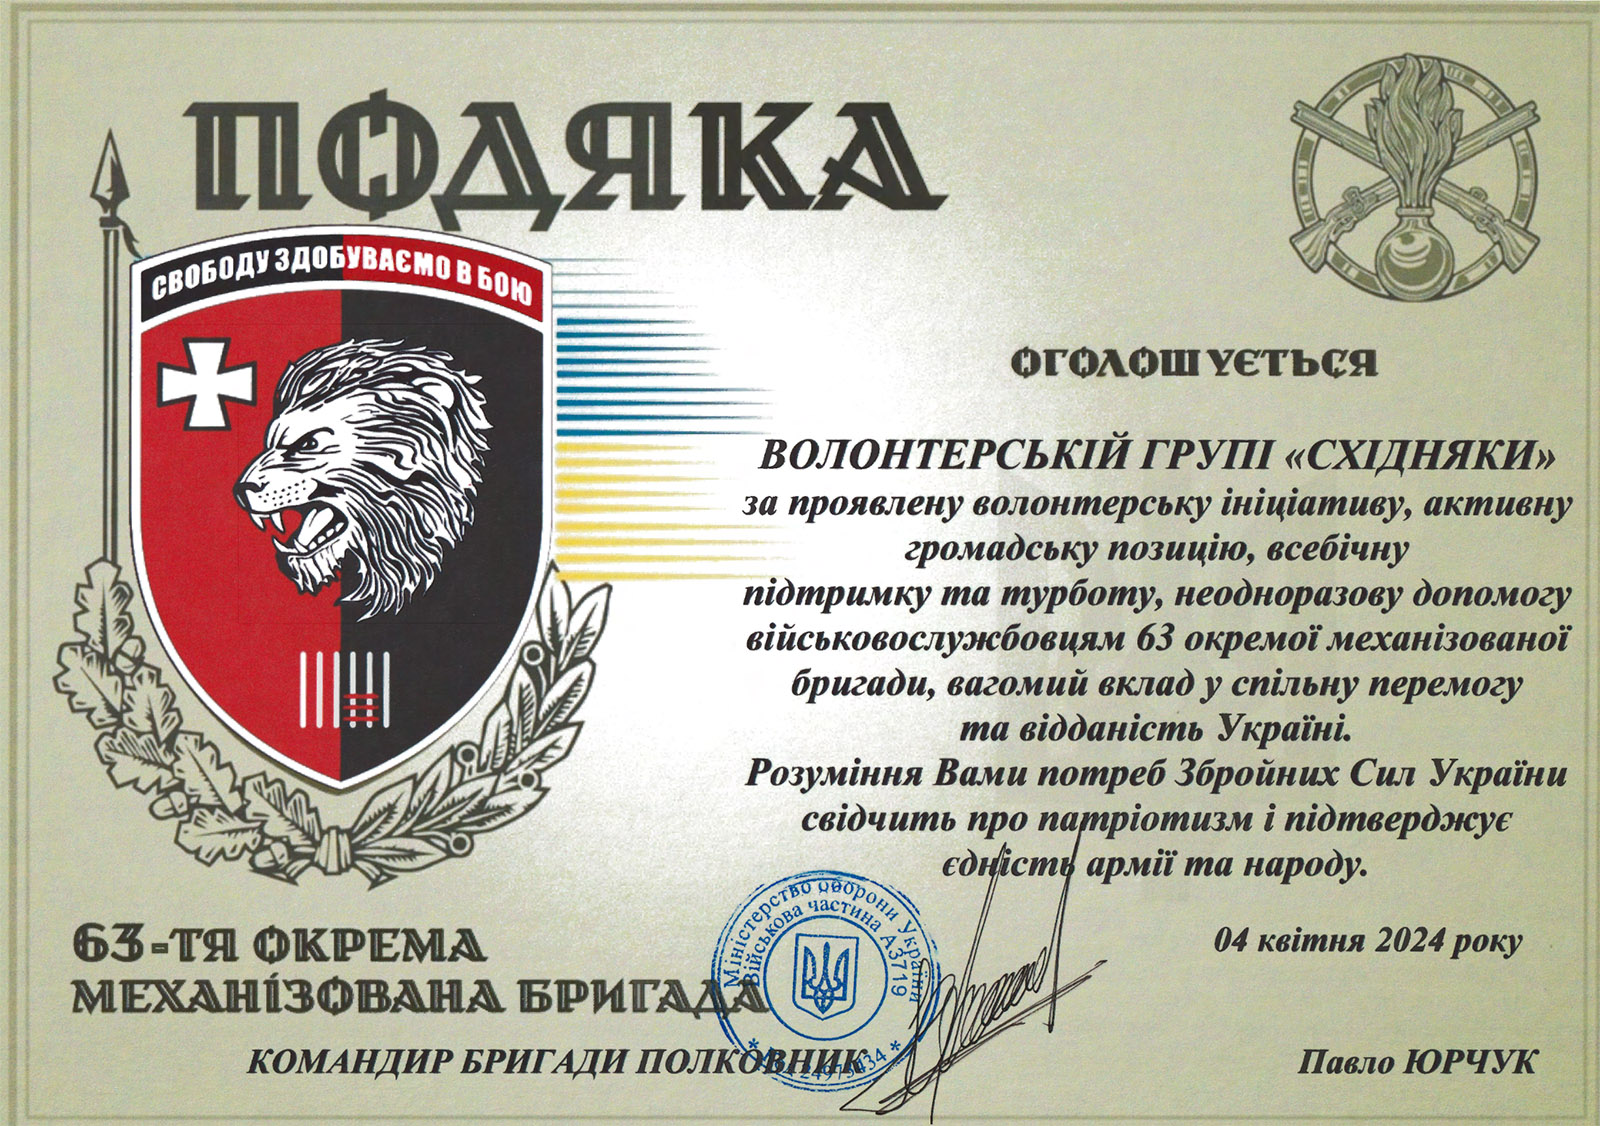 ПОДЯКА
СВОБОДУ ЗДОБУВАЄМО В БОЮ
ОГОЛОШУЄТЬСЯ
ВОЛОНТЕРСЬКІЙ ГРУПІ «СХІДНЯКИ»
за проявлену волонтерську ініціативу, активну
громадську позицію, всебічну
підтримку та турботу, неодноразову допомогу
військовослужбовцям 63 окремої механізованої
бригади, вагомий вклад у спільну перемогу
та відданість Україні.
Розуміння Вами потреб Збройних Сил України
свідчить про патріотизм і підтверджує
єдність армії та народу.
04 квітня 2024 року
63-ТЯ ОКРЕМА
МЕХАНІЗОВАНА БРИГАДА
Міністерство оборони України
Військова частина А3719
КОМАНДИР БРИГАДИ ПОЛКОВНИК
Павло ЮРЧУК